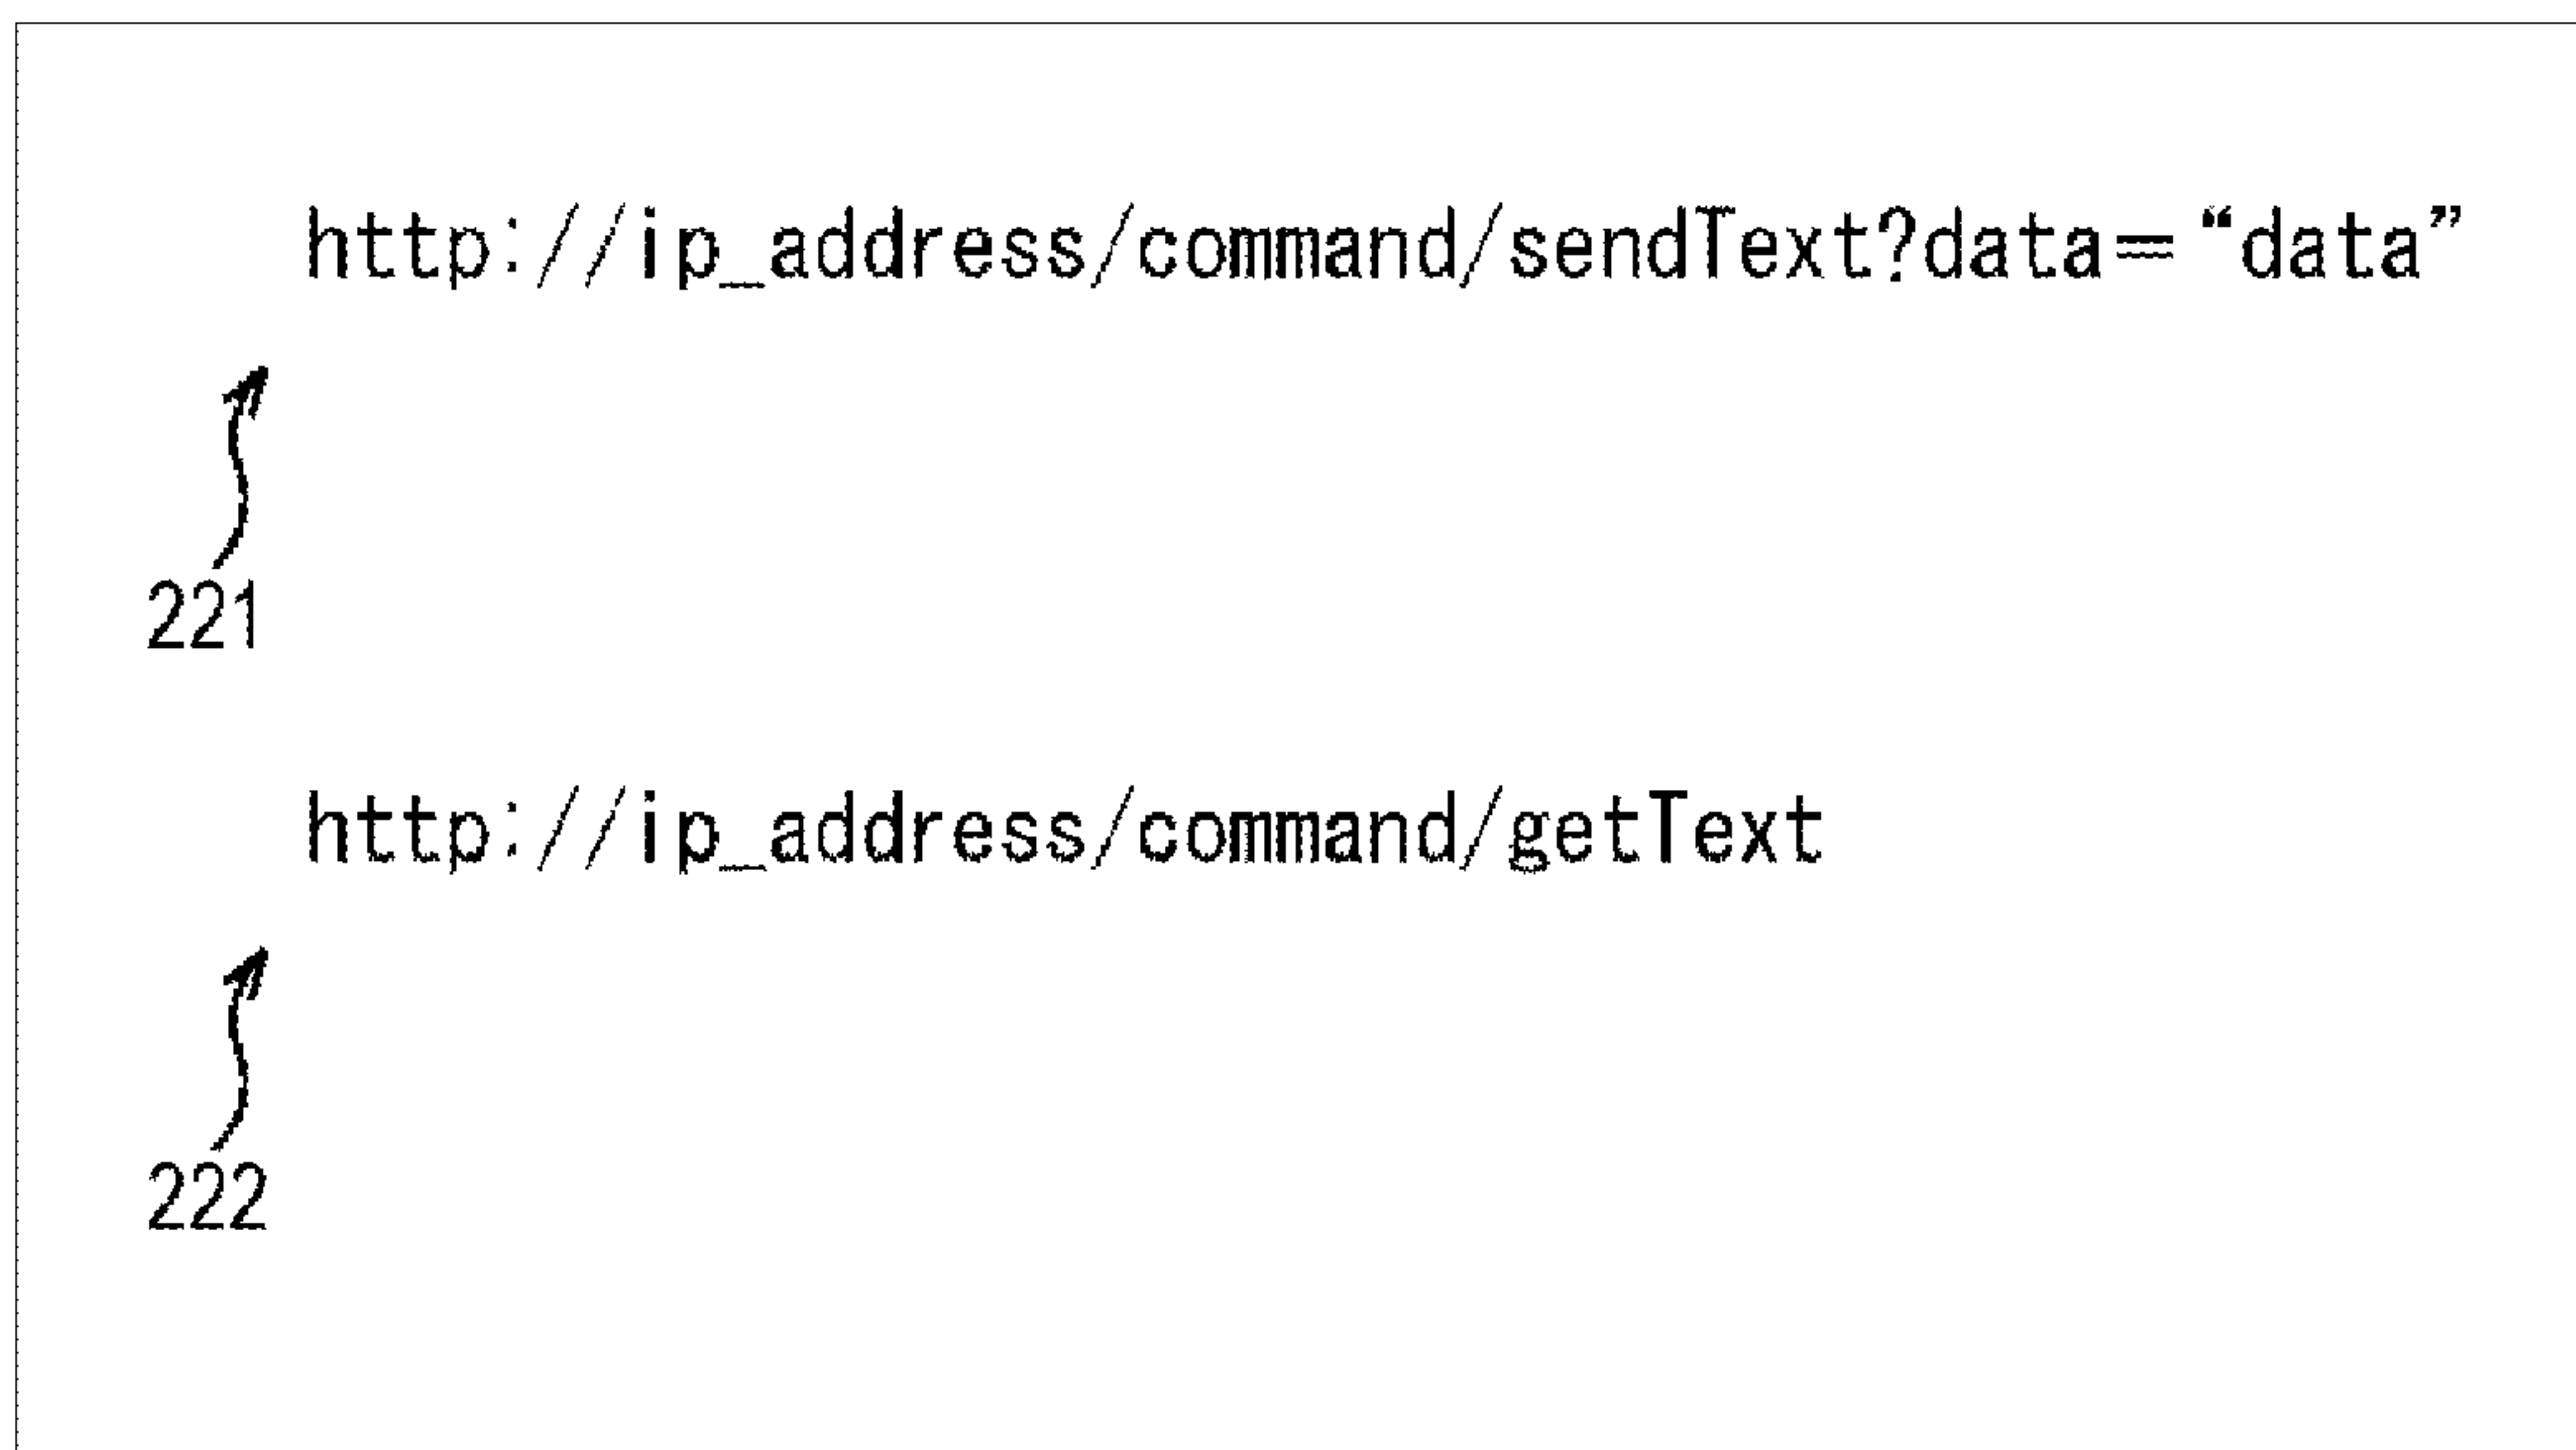 http://ip_address/command/sendText?data=“data”
221
http://ip_address/command/getText
222